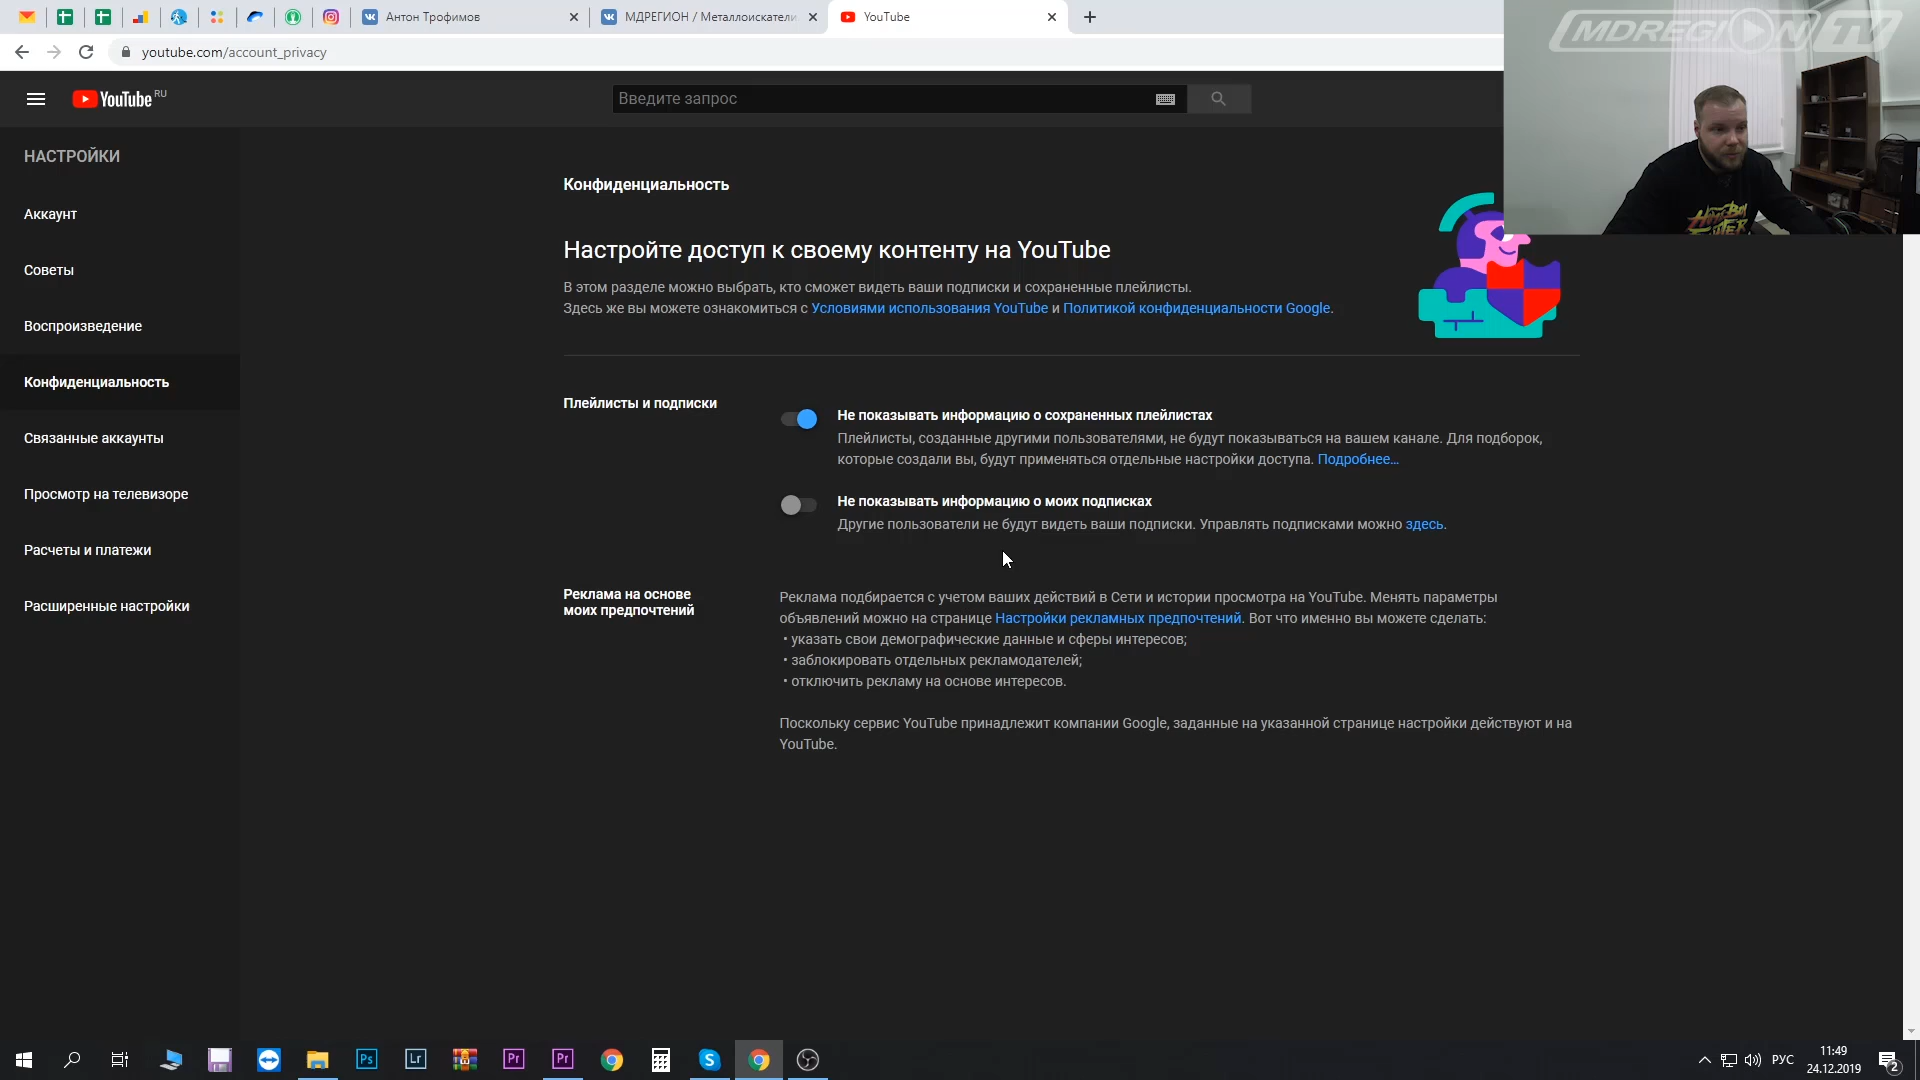 Антон Трофимов
МДРЕГИОН / Металлоискатели
YouTube
youtube.com/account_privacy
MDREGION TV
YouTube RU
Введите запрос
НАСТРОЙКИ
Аккаунт
Советы
Воспроизведение
Конфиденциальность
Связанные аккаунты
Просмотр на телевизоре
Расчеты и платежи
Расширенные настройки
Конфиденциальность
Настройте доступ к своему контенту на YouTube
В этом разделе можно выбрать, кто сможет видеть ваши подписки и сохраненные плейлисты.
Здесь же вы можете ознакомиться с Условиями использования YouTube и Политикой конфиденциальности Google.
Плейлисты и подписки
Не показывать информацию о сохраненных плейлистах
Плейлисты, созданные другими пользователями, не будут показываться на вашем канале. Для подборок,
которые создали вы, будут применяться отдельные настройки доступа. Подробнее…
Не показывать информацию о моих подписках
Другие пользователи не будут видеть ваши подписки. Управлять подписками можно здесь.
Реклама на основе
моих предпочтений
Реклама подбирается с учетом ваших действий в Сети и истории просмотра на YouTube. Менять параметры
объявлений можно на странице Настройки рекламных предпочтений. Вот что именно вы можете сделать:
• указать свои демографические данные и сферы интересов;
• заблокировать отдельных рекламодателей;
• отключить рекламу на основе интересов.
Поскольку сервис YouTube принадлежит компании Google, заданные на указанной странице настройки действуют и на
YouTube.
Ps
Lr
Pr
Pr
S
РУС
11:49
24.12.2019
2